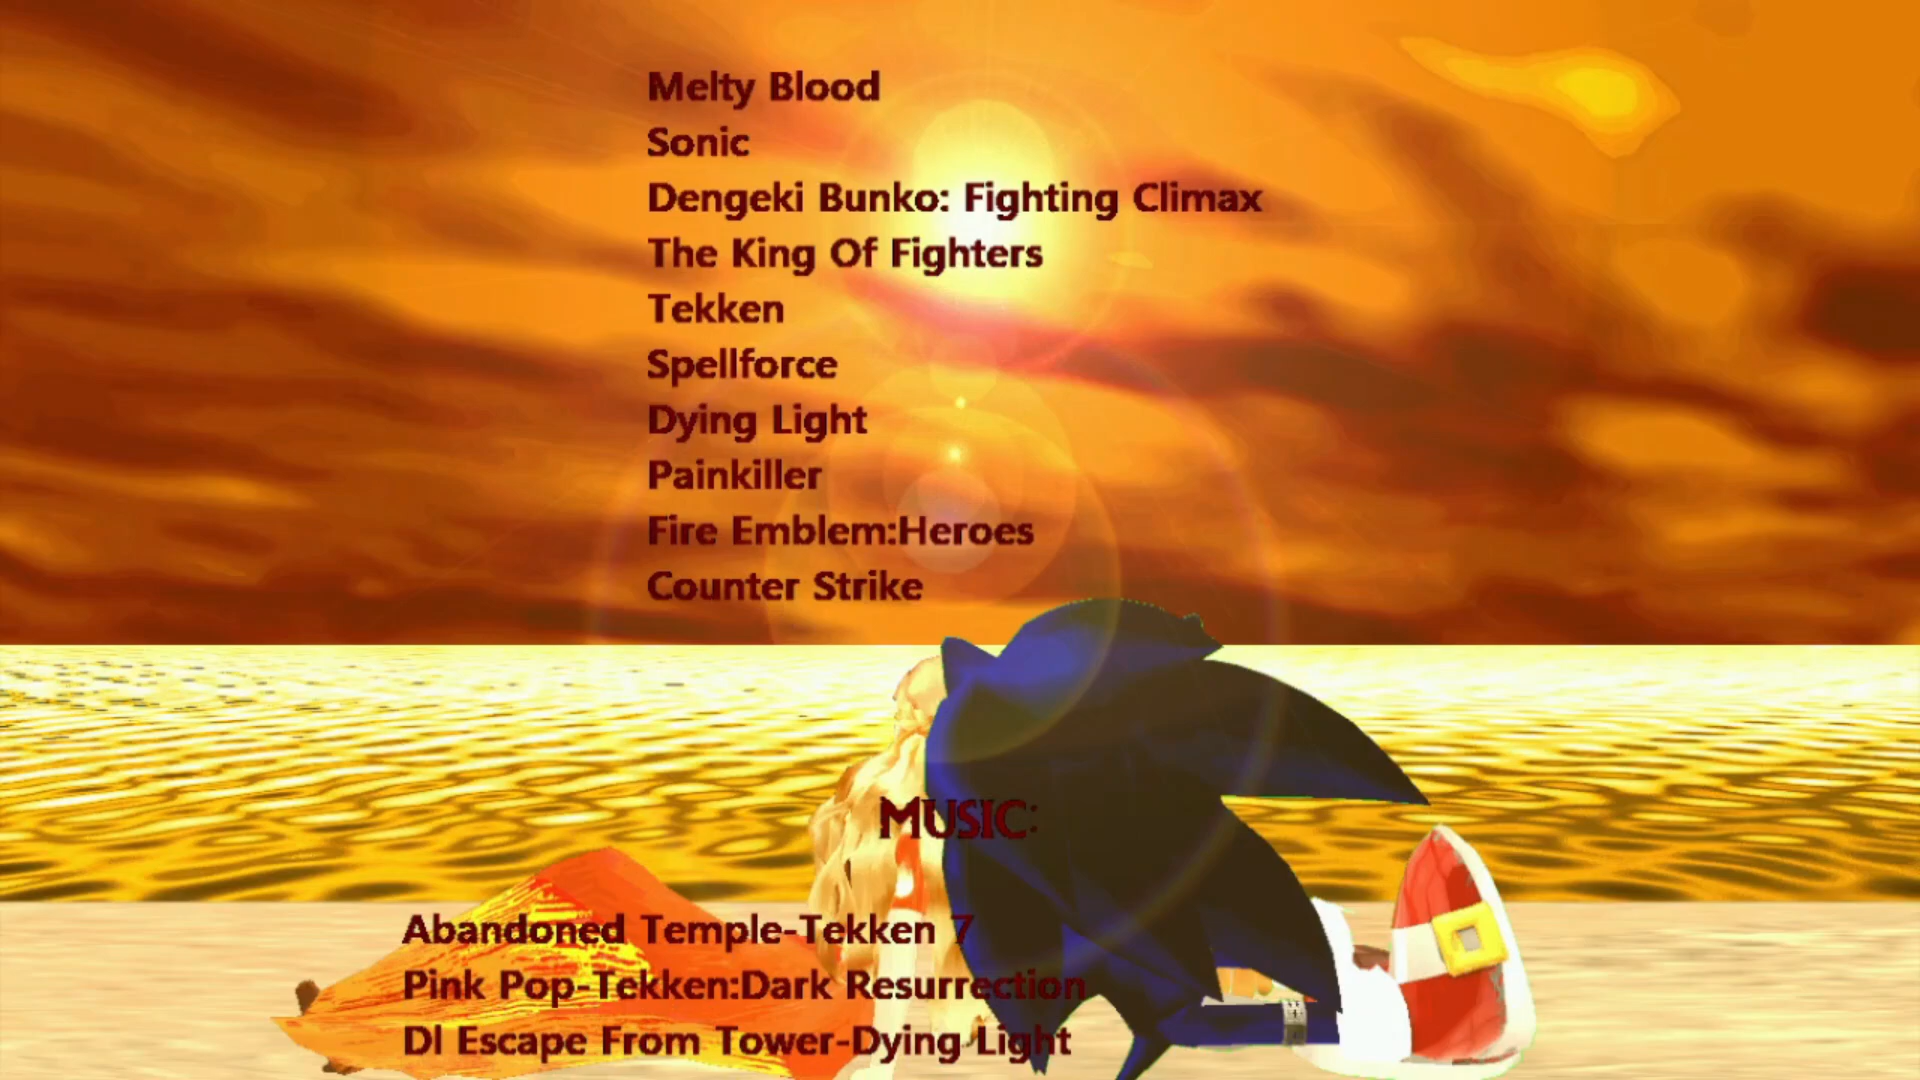 Melty Blood
Sonic
Dengeki Bunko: Fighting Climax
The King Of Fighters
Tekken
Spellforce
Dying Light
Painkiller
Fire Emblem:Heroes
Counter Strike
MUSIC:
Abandoned Temple-Tekken 7
Pink Pop-Tekken:Dark Resurrection
Dl Escape From Tower-Dying Light